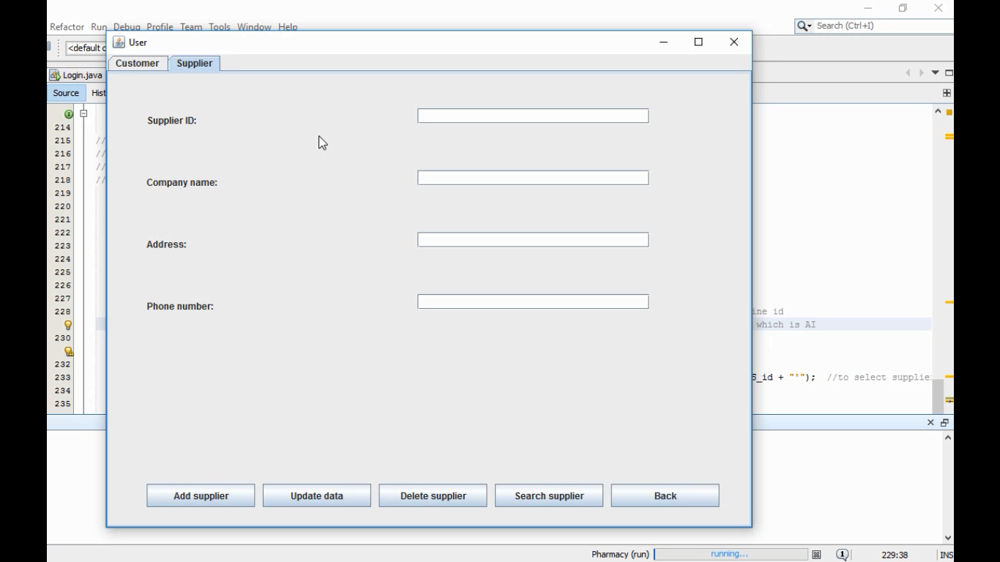 Refactor Run Debug Profile Team Tools Window Help
Search (Ctrl+I)
User
<default c
Customer Supplier
Login.java
Source Hist
Supplier ID:
Company name:
Address:
Phone number:
214
215 //
216 //
217 //
218 //
219
220
221
222
223
224
225
226
227
228 ine id
which is AI
230
232
233 _id + "'"); //to select supplie
234
235
Add supplier Update data Delete supplier Search supplier Back
Pharmacy (run) running... 1 229:38 INS